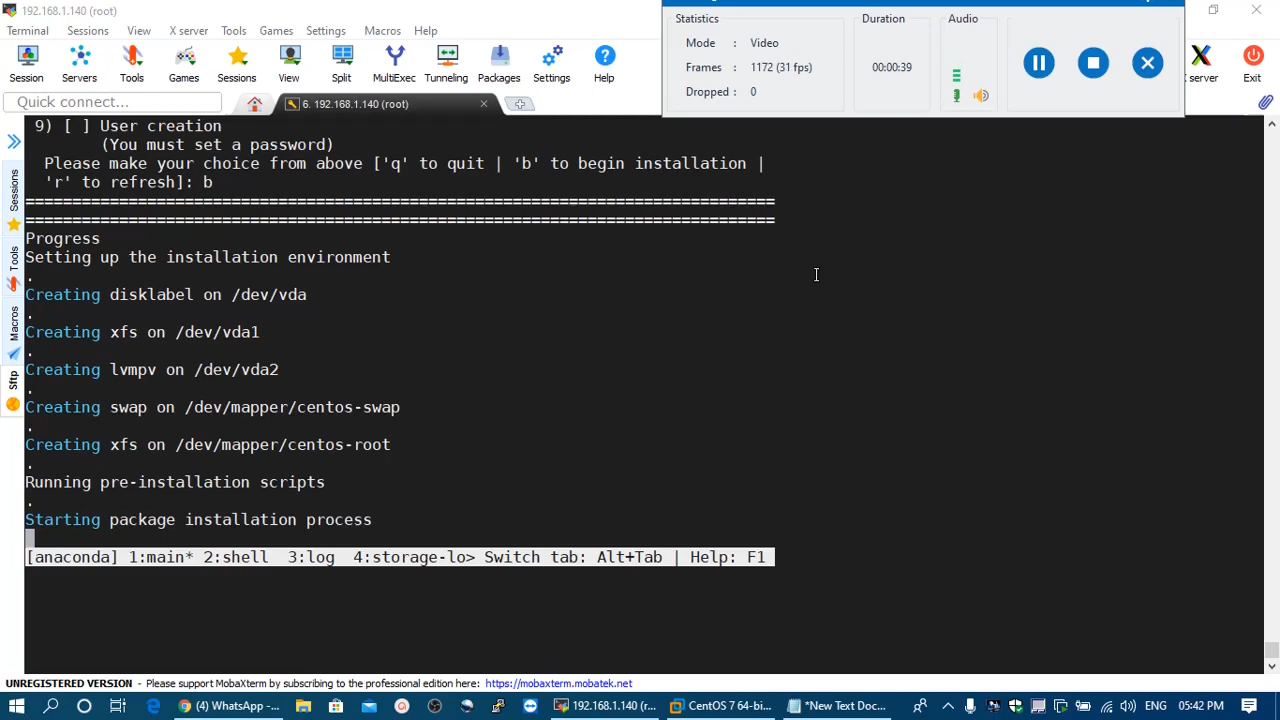 192.168.1.140 (root)
Terminal Sessions View X server Tools Games Settings Macros Help
Session Servers Tools Games Sessions View Split MultiExec Tunneling Packages Settings Help
server Exit
Statistics
Mode : Video
Frames : 1172 (31 fps)
Dropped : 0
Duration
00:00:39
Audio
Quick connect...
6. 192.168.1.140 (root)
Sessions
Tools
Macros
Sftp
9) [ ] User creation
(You must set a password)
Please make your choice from above ['q' to quit | 'b' to begin installation |
'r' to refresh]: b
================================================================================
================================================================================
Progress
Setting up the installation environment
.
Creating disklabel on /dev/vda
.
Creating xfs on /dev/vda1
.
Creating lvmpv on /dev/vda2
.
Creating swap on /dev/mapper/centos-swap
.
Creating xfs on /dev/mapper/centos-root
.
Running pre-installation scripts
.
Starting package installation process
[anaconda] 1:main* 2:shell 3:log 4:storage-lo> Switch tab: Alt+Tab | Help: F1
UNREGISTERED VERSION - Please support MobaXterm by subscribing to the professional edition here: https://mobaxterm.mobatek.net
(4) WhatsApp -... 192.168.1.140 (ro... CentOS 7 64-bi... *New Text Doc... ENG 05:42 PM